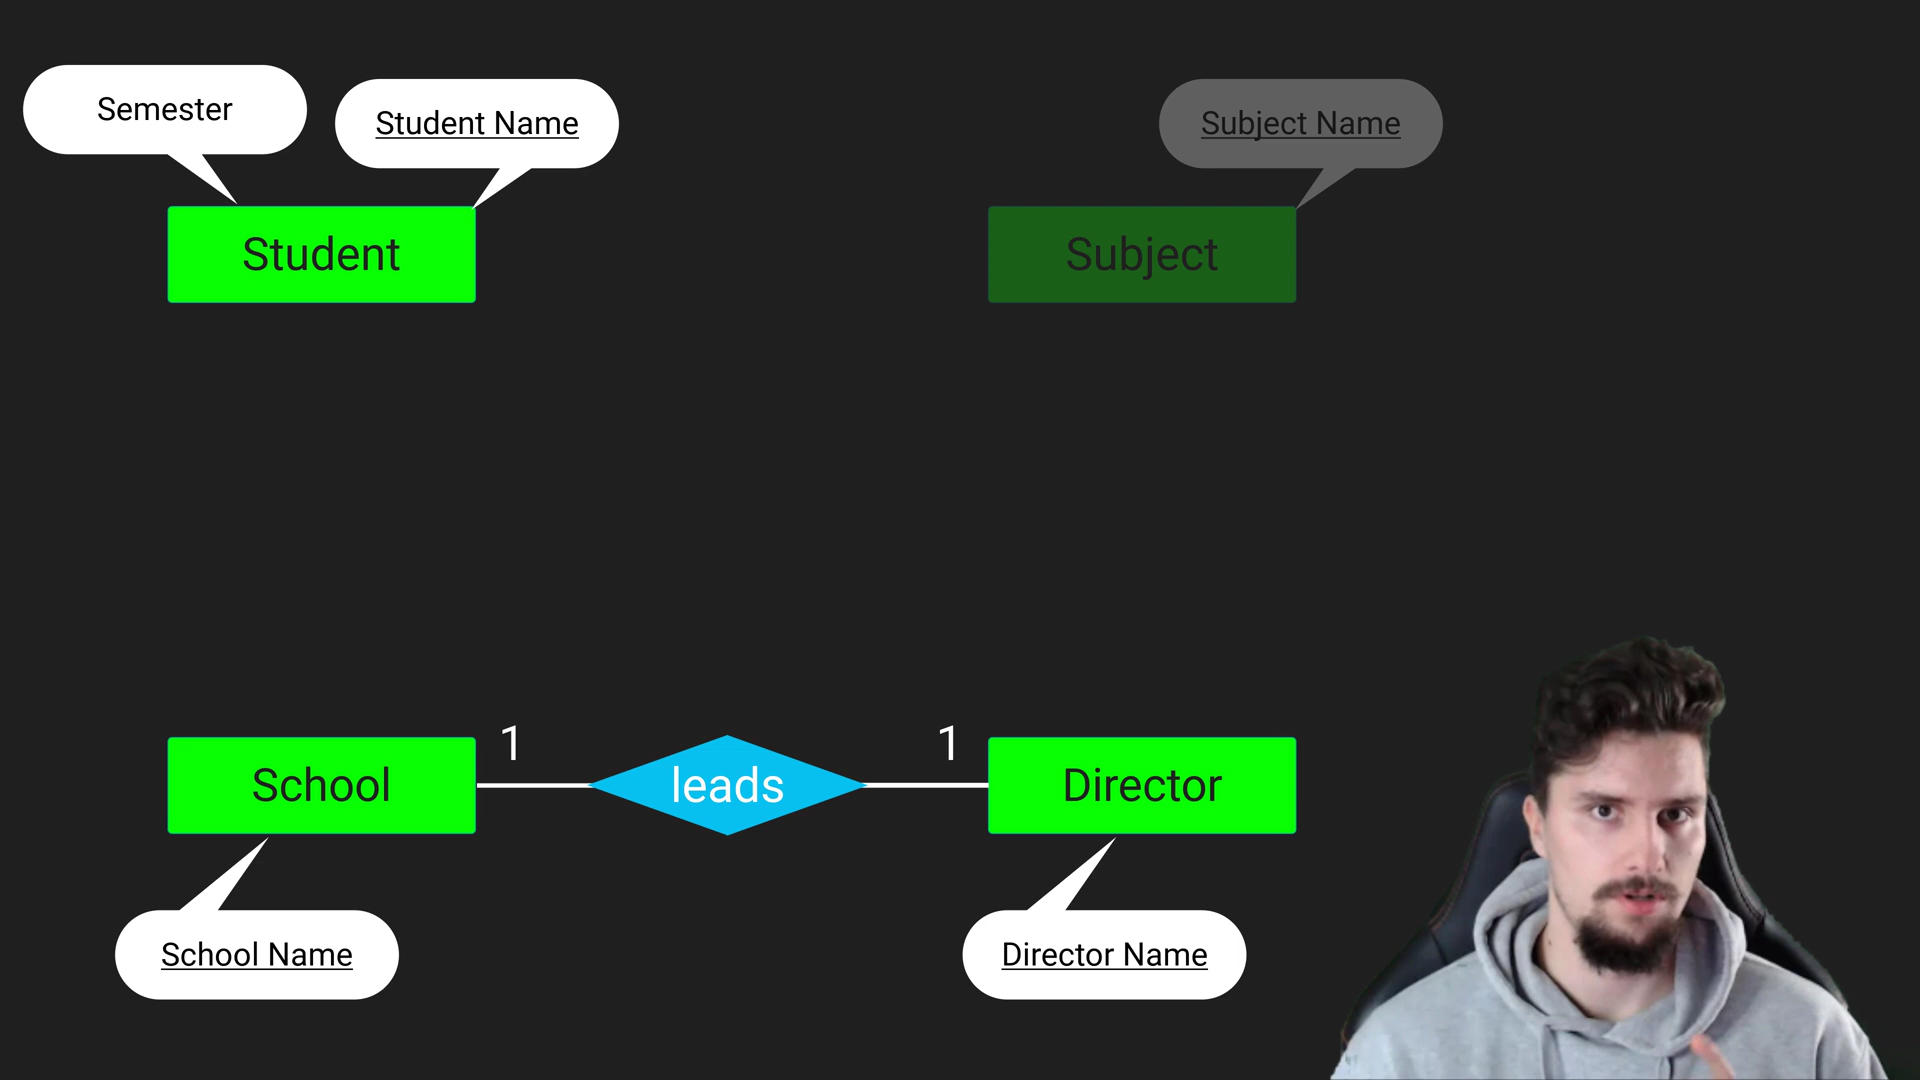 Semester
Student Name
Subject Name
Student
Subject
1
1
School
leads
Director
School Name
Director Name